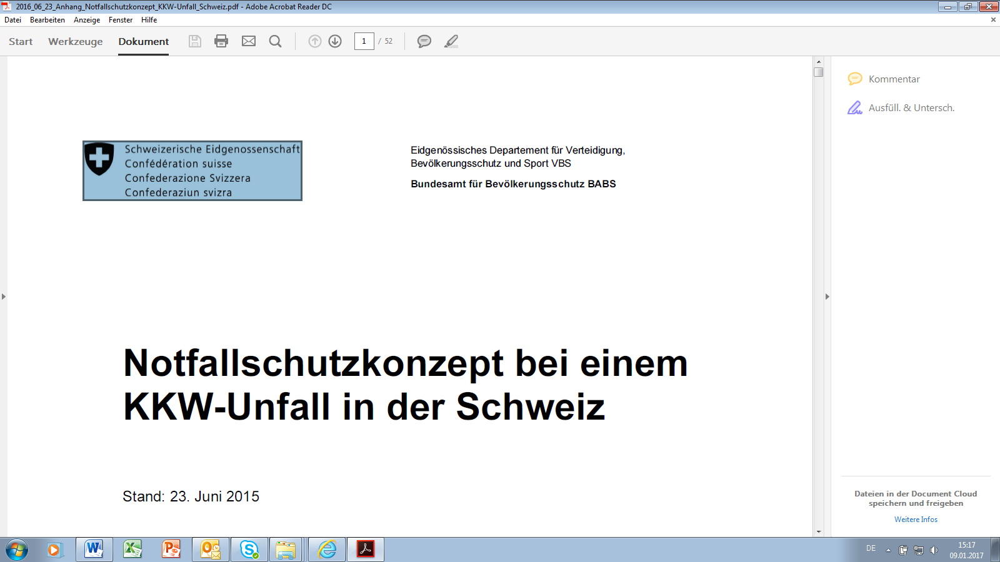 2016_06_23_Anhang_Notfallschutzkonzept_KKW-Unfall_Schweiz.pdf - Adobe Acrobat Reader DC
Datei Bearbeiten Anzeige Fenster Hilfe
Start Werkzeuge Dokument 1 / 52
Kommentar
Ausfüll. & Untersch.
Schweizerische Eidgenossenschaft
Confédération suisse
Confederazione Svizzera
Confederaziun svizra
Eidgenössisches Departement für Verteidigung,
Bevölkerungsschutz und Sport VBS
Bundesamt für Bevölkerungsschutz BABS
Notfallschutzkonzept bei einem
KKW-Unfall in der Schweiz
Stand: 23. Juni 2015
Dateien in der Document Cloud
speichern und freigeben
Weitere Infos
DE
15:17
09.01.2017